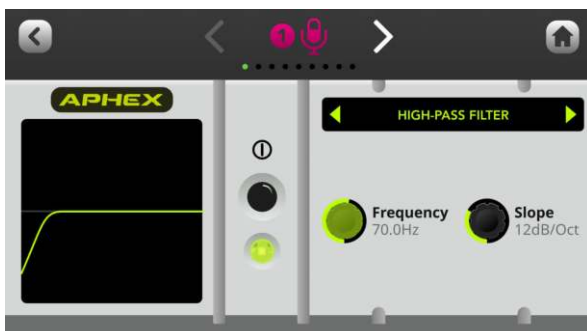 1
APHEX
HIGH-PASS FILTER
Frequency
70.0Hz
Slope
12dB/Oct